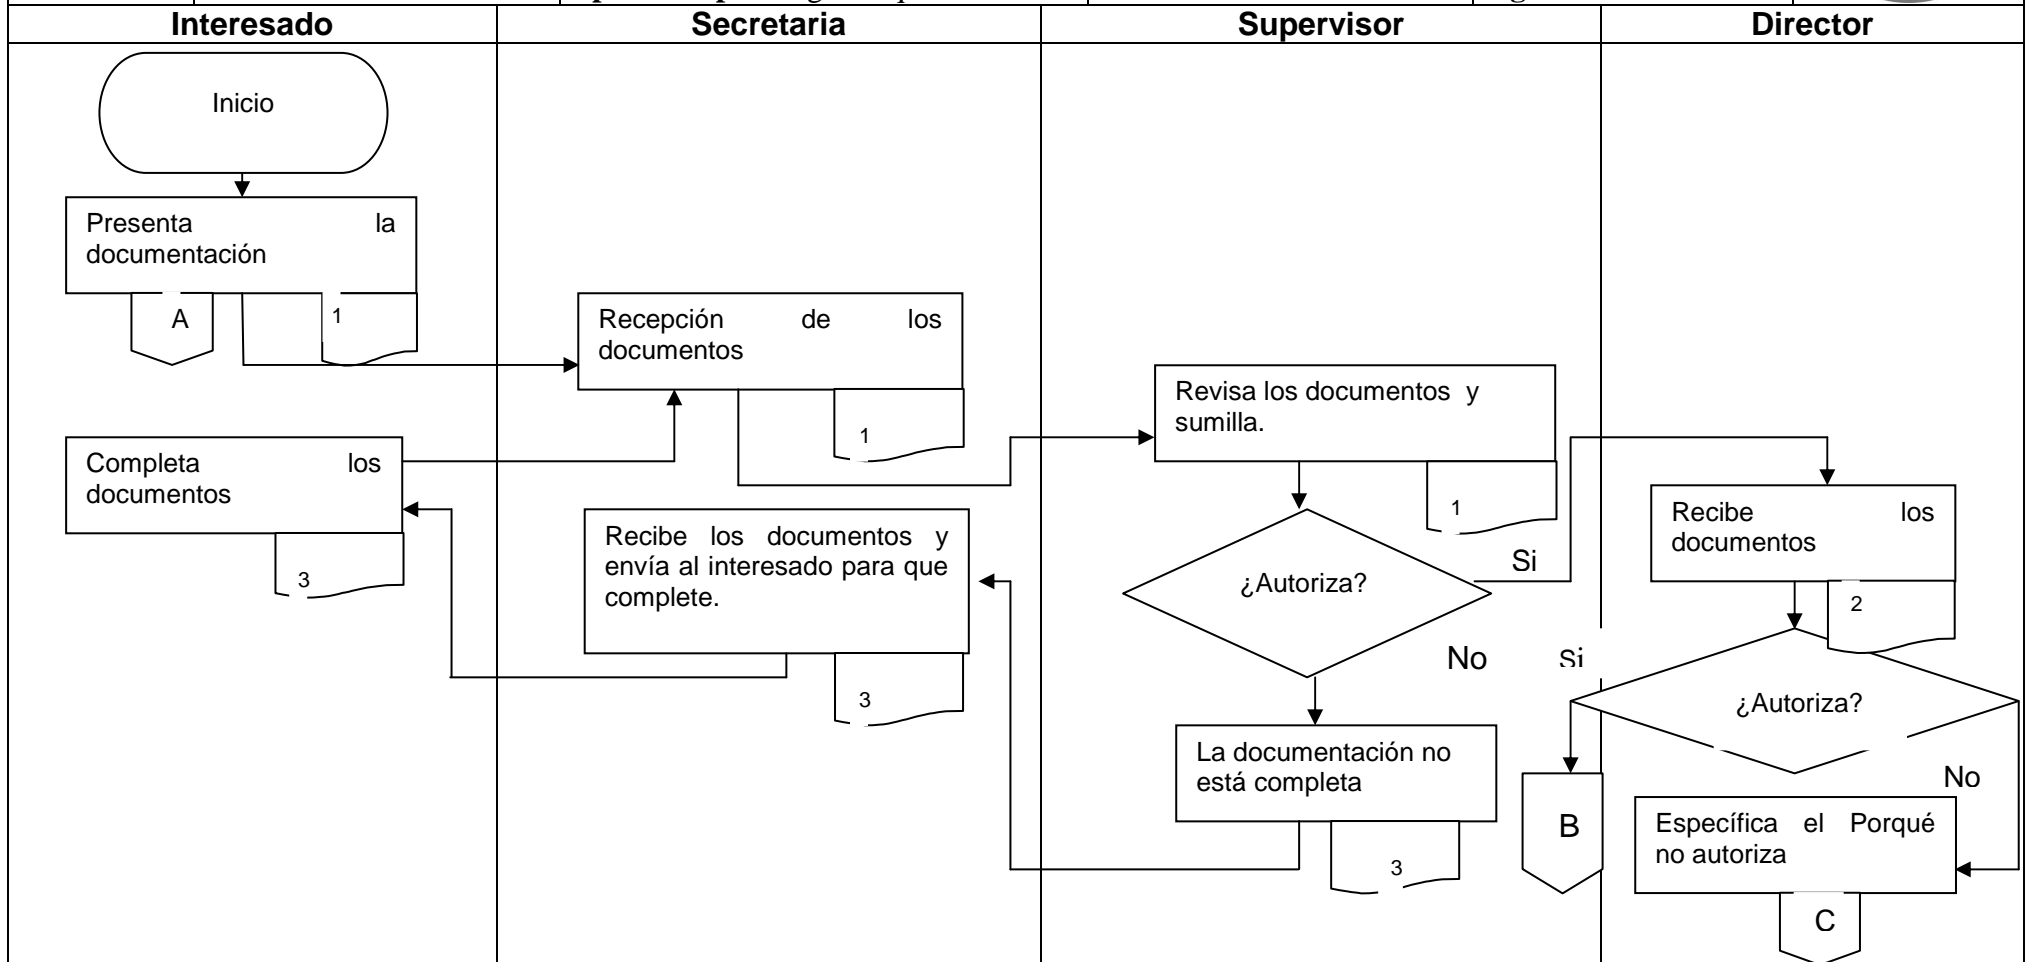 Interesado
Secretaria
Supervisor
Director
Inicio
Presenta la
documentación
A
1
Recepción de los
documentos
1
Revisa los documentos y
sumilla.
1
Completa los
documentos
3
Recibe los documentos y
envía al interesado para que
complete.
3
¿Autoriza?
Si
No
Recibe los
documentos
2
Si
¿Autoriza?
No
La documentación no
está completa
3
B
Específica el Porqué
no autoriza
C